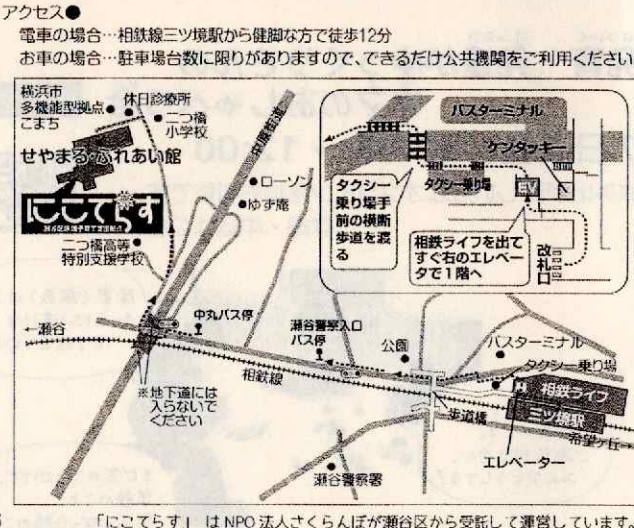 アクセス●
電車の場合…相鉄線三ツ境駅から健脚な方で徒歩12分
お車の場合…駐車場台数に限りがありますので、できるだけ公共機関をご利用ください
横浜市
多機能型拠点
こまち
休日診療所
二つ橋
小学校
せやまる・ふれあい館
にこてらす
瀬谷区地域子育て支援拠点
二つ橋高等
特別支援学校
ローソン
ゆず庵
バスターミナル
ケンタッキー
タクシー乗り場
EV
タクシー
乗り場手
前の横断
歩道を渡
る
相鉄ライフを出て
すぐ右のエレベー
タで1階へ
改札口
←瀬谷
中丸バス停
瀬谷警察入口
バス停
公園
バスターミナル
タクシー乗り場
相鉄線
※地下道には
入らないで
ください
歩道橋
相鉄ライフ
三ツ境駅
希望ケ丘→
エレベーター
瀬谷警察署
「にこてらす」はNPO法人さくらんぼが瀬谷区から受託して運営しています。